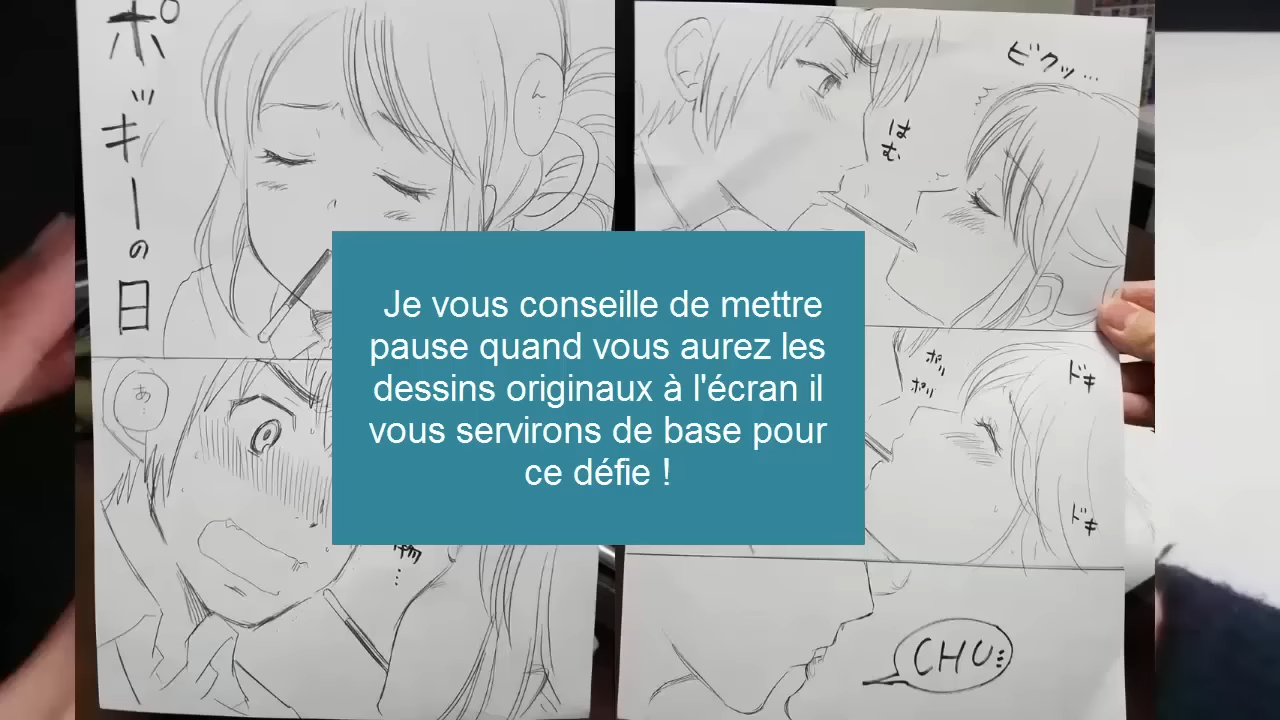 ポッキーの日
ん…
あ…
ビクッ…
はむ
ポリ
ポリ
ドキ
ドキ
CHU
Je vous conseille de mettre
pause quand vous aurez les
dessins originaux à l'écran il
vous servirons de base pour
ce défie !